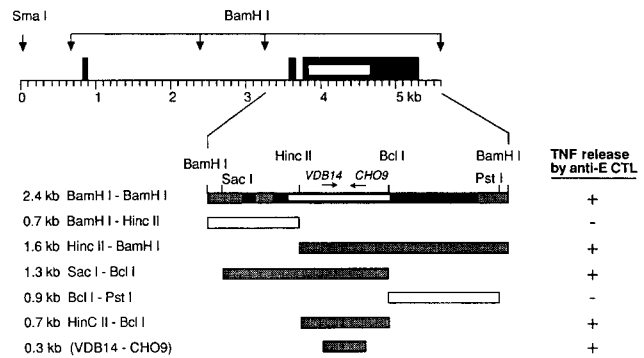 Sma I BamH I
0 1 2 3 4 5 kb
TNF release
by anti-E CTL
BamH I Sac I Hinc II VDB14 CHO9 Bcl I Pst I BamH I
2.4 kb BamH I - BamH I +
0.7 kb BamH I - Hinc II -
1.6 kb Hinc II - BamH I +
1.3 kb Sac I - Bcl I +
0.9 kb Bcl I - Pst I -
0.7 kb HinC II - Bcl I +
0.3 kb (VDB14 - CHO9) +